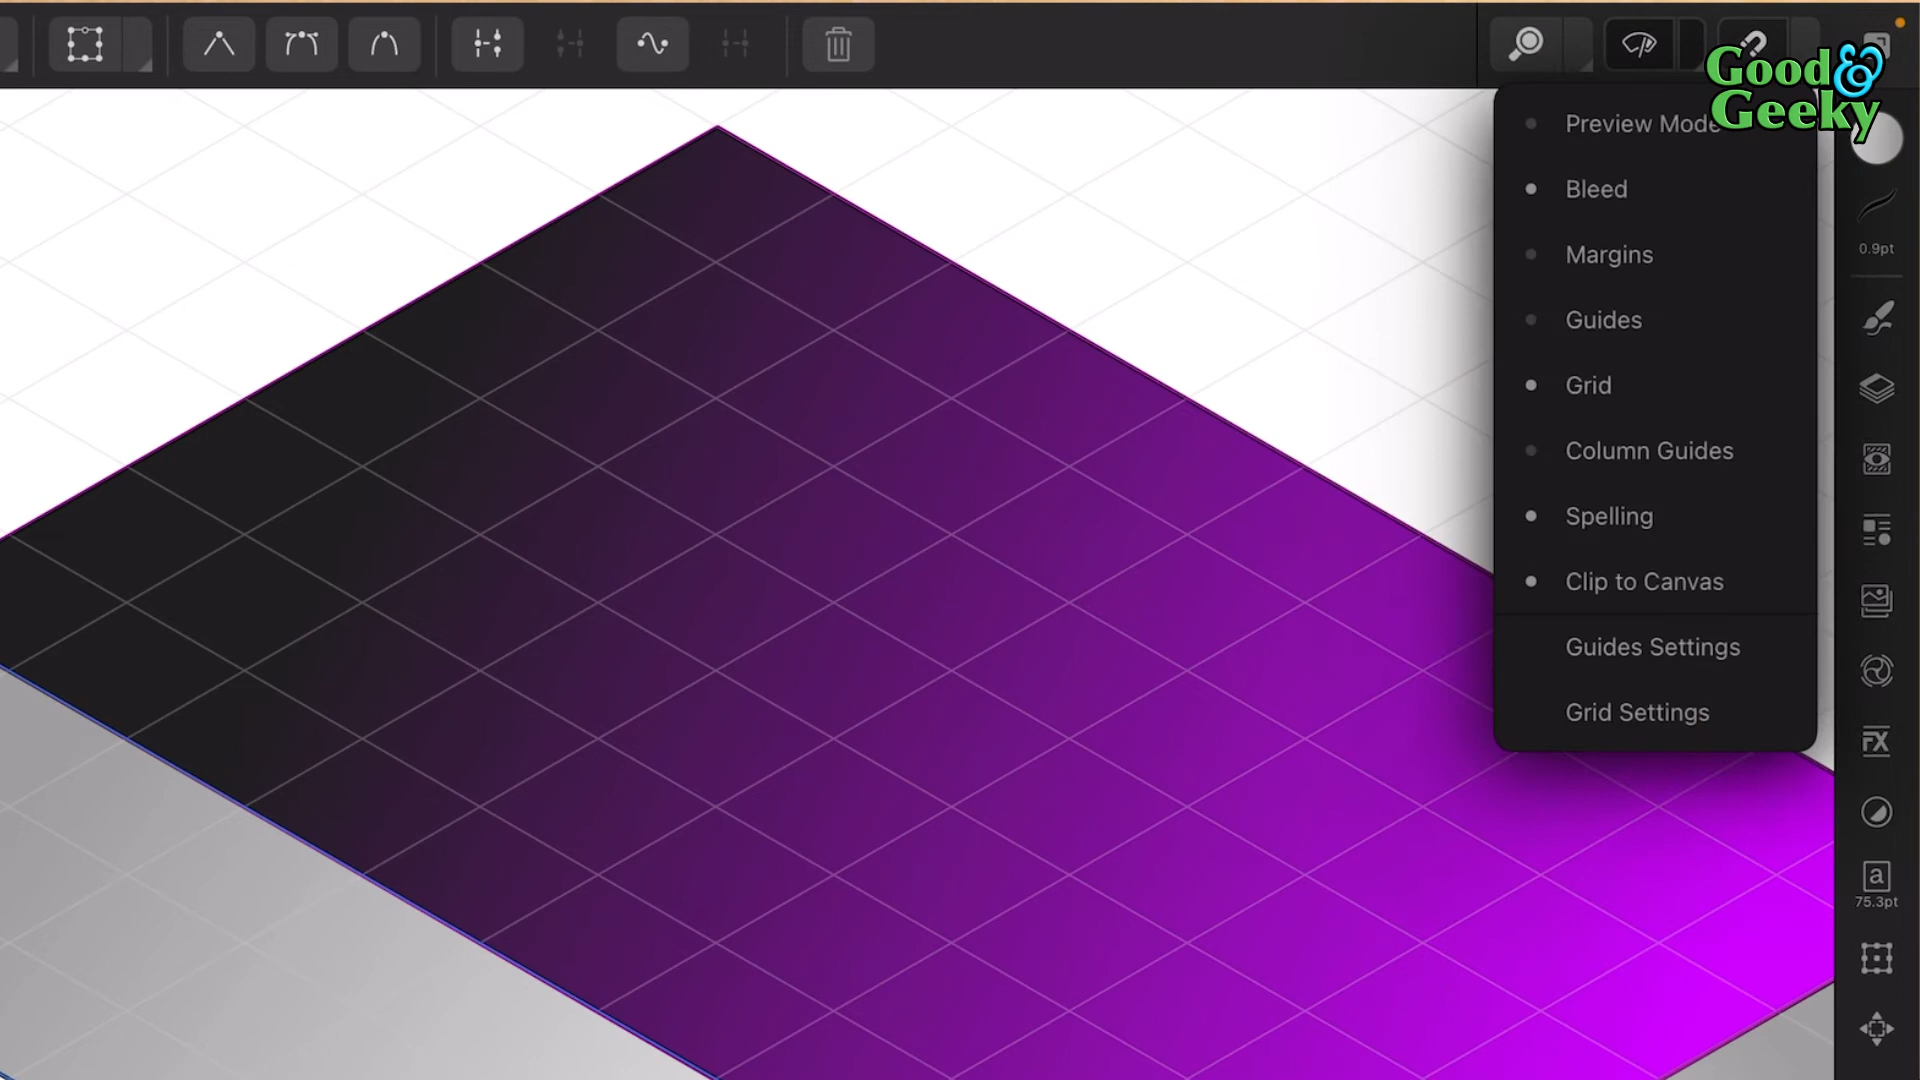 Good&
Geeky
Preview Mode
Bleed
Margins
0.9pt
Guides
Grid
Column Guides
Spelling
Clip to Canvas
Guides Settings
Grid Settings
FX
a
75.3pt